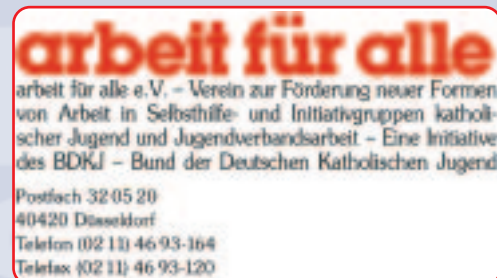 arbeit für alle
arbeit für alle e.V. – Verein zur Förderung neuer Formen
von Arbeit in Selbsthilfe- und Initiativgruppen katholi-
scher Jugend und Jugendverbandsarbeit – Eine Initiative
des BDKJ – Bund der Deutschen Katholischen Jugend
Postfach 32 05 20
40420 Düsseldorf
Telefon (02 11) 46 93-164
Telefax (02 11) 46 93-120